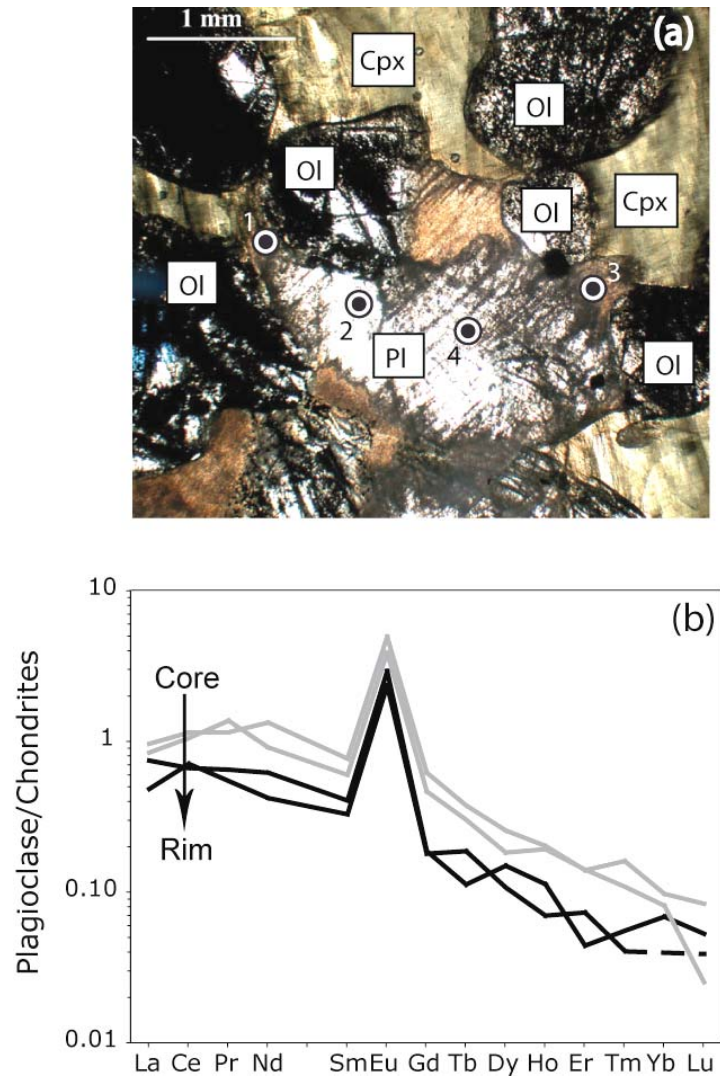 1 mm
(a)
Cpx
Ol
Ol
Ol
Cpx
1
Ol
3
2
4
Pl
Ol
10
(b)
Core
1
Plagioclase/Chondrites
Rim
0.10
0.01
La Ce Pr Nd Sm Eu Gd Tb Dy Ho Er Tm Yb Lu